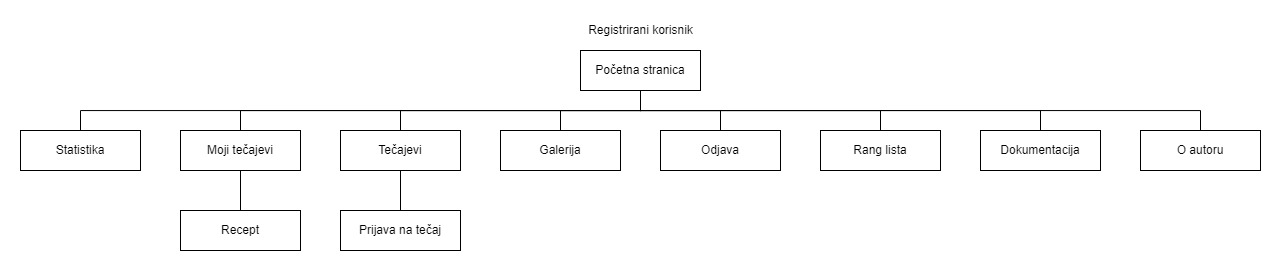 Registrirani korisnik
Početna stranica
Statistika
Moji tečajevi
Tečajevi
Galerija
Odjava
Rang lista
Dokumentacija
O autoru
Recept
Prijava na tečaj